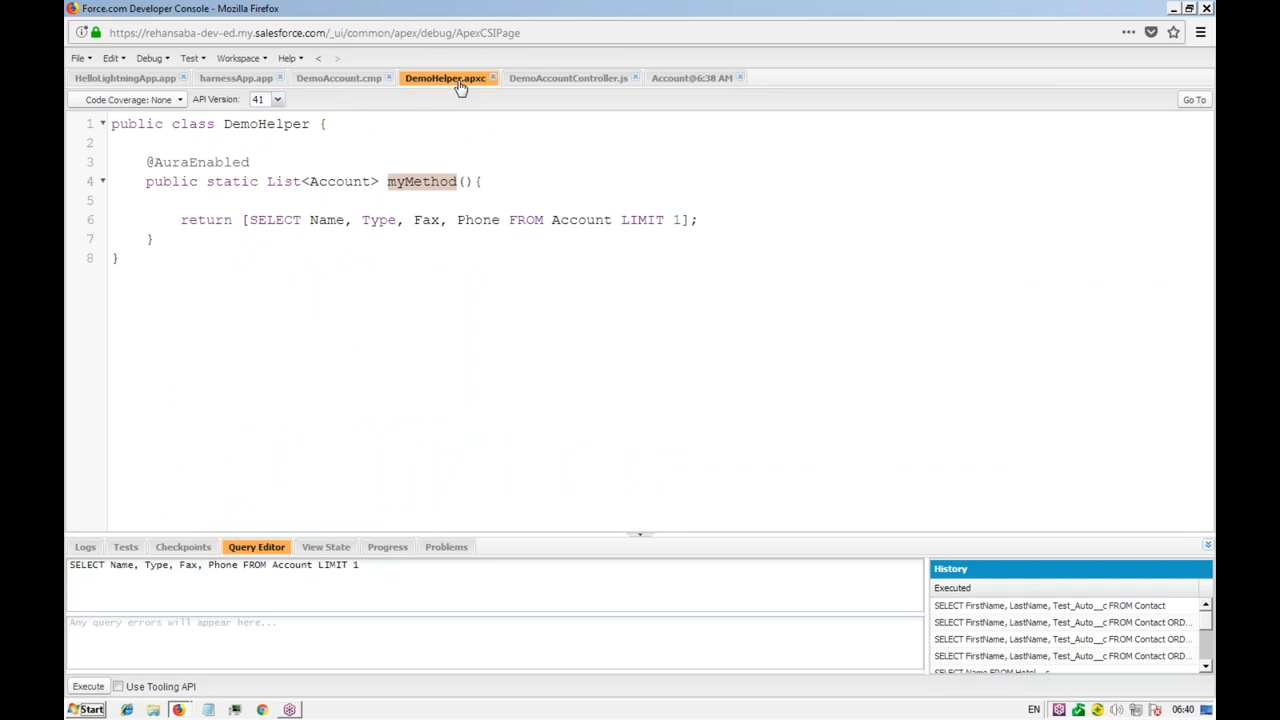 Force.com Developer Console - Mozilla Firefox
https://rehansaba-dev-ed.my.salesforce.com/_ui/common/apex/debug/ApexCSIPage
File Edit Debug Test Workspace Help < >
HelloLightningApp.app harnessApp.app DemoAccount.cmp DemoHelper.apxc DemoAccountController.js Account@6:38 AM
Code Coverage: None API Version: 41 Go To
1 public class DemoHelper {
2
3 @AuraEnabled
4 public static List<Account> myMethod(){
5
6 return [SELECT Name, Type, Fax, Phone FROM Account LIMIT 1];
7 }
8 }
Logs Tests Checkpoints Query Editor View State Progress Problems
SELECT Name, Type, Fax, Phone FROM Account LIMIT 1
Any query errors will appear here...
History
Executed
SELECT FirstName, LastName, Test_Auto__c FROM Contact
SELECT FirstName, LastName, Test_Auto__c FROM Contact ORD...
SELECT FirstName, LastName, Test_Auto__c FROM Contact ORD...
SELECT FirstName, LastName, Test_Auto__c FROM Contact ORD...
SELECT Name FROM Hotel__c
Execute Use Tooling API
Start EN 06:40